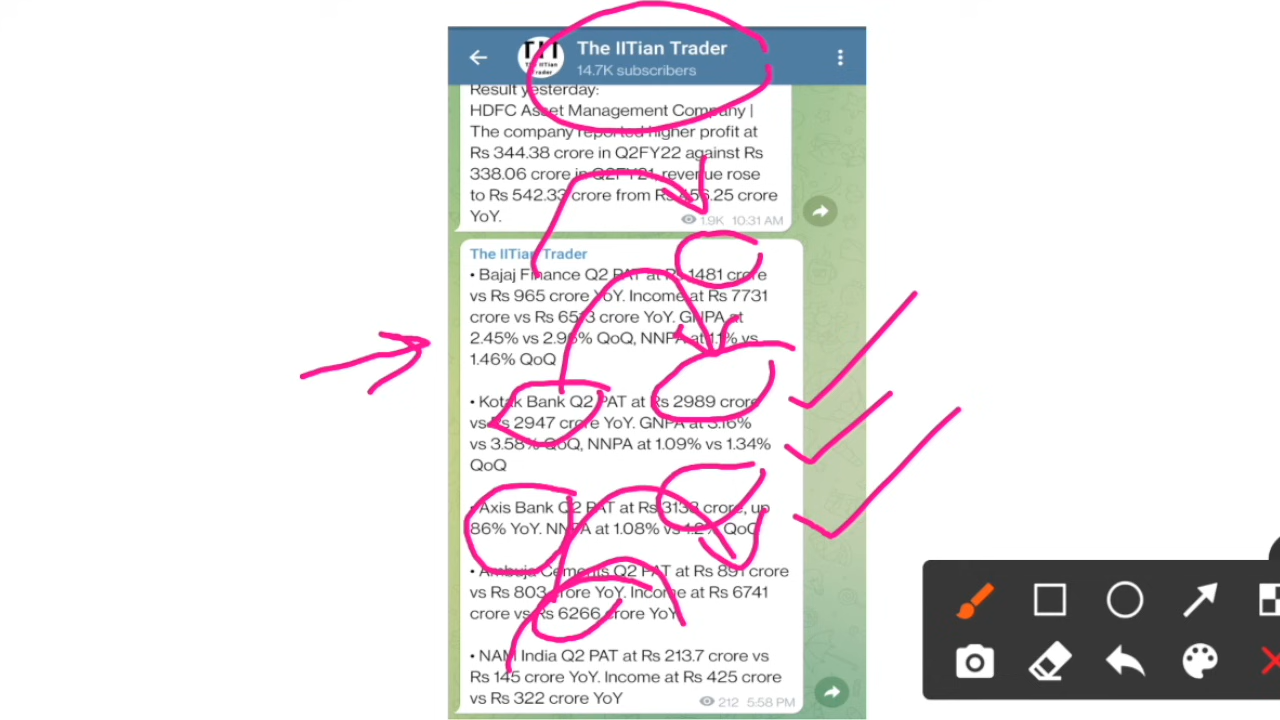 The IITian Trader
14.7K subscribers
Result yesterday:
HDFC Asset Management Company |
The company reported higher profit at
Rs 344.38 crore in Q2FY22 against Rs
338.06 crore in Q2FY21, revenue rose
to Rs 542.33 crore from Rs 456.25 crore
YoY.
1.9K 10:31 AM
The IITian Trader
• Bajaj Finance Q2 PAT at Rs 1481 crore
vs Rs 965 crore YoY. Income at Rs 7731
crore vs Rs 6513 crore YoY. GNPA at
2.45% vs 2.96% QoQ, NNPA at 1.1% vs
1.46% QoQ
• Kotak Bank Q2 PAT at Rs 2989 crore
vs Rs 2947 crore YoY. GNPA at 3.16%
vs 3.58% QoQ, NNPA at 1.09% vs 1.34%
QoQ
• Axis Bank Q2 PAT at Rs 3133 crore, up
86% YoY. NNPA at 1.08% vs 1.2% QoQ
• Ambuja Cements Q2 PAT at Rs 891 crore
vs Rs 803 crore YoY. Income at Rs 6741
crore vs Rs 6266 crore YoY
• NAM India Q2 PAT at Rs 213.7 crore vs
Rs 145 crore YoY. Income at Rs 425 crore
vs Rs 322 crore YoY
212 5:58 PM